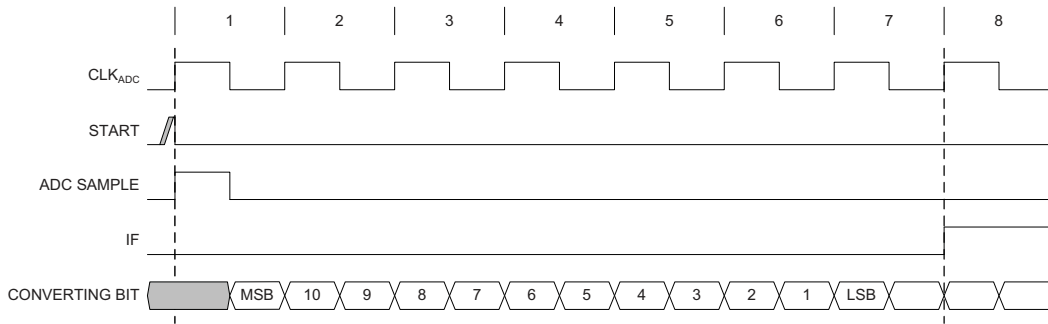 1 2 3 4 5 6 7 8
CLKADC
START
ADC SAMPLE
IF
CONVERTING BIT MSB 10 9 8 7 6 5 4 3 2 1 LSB